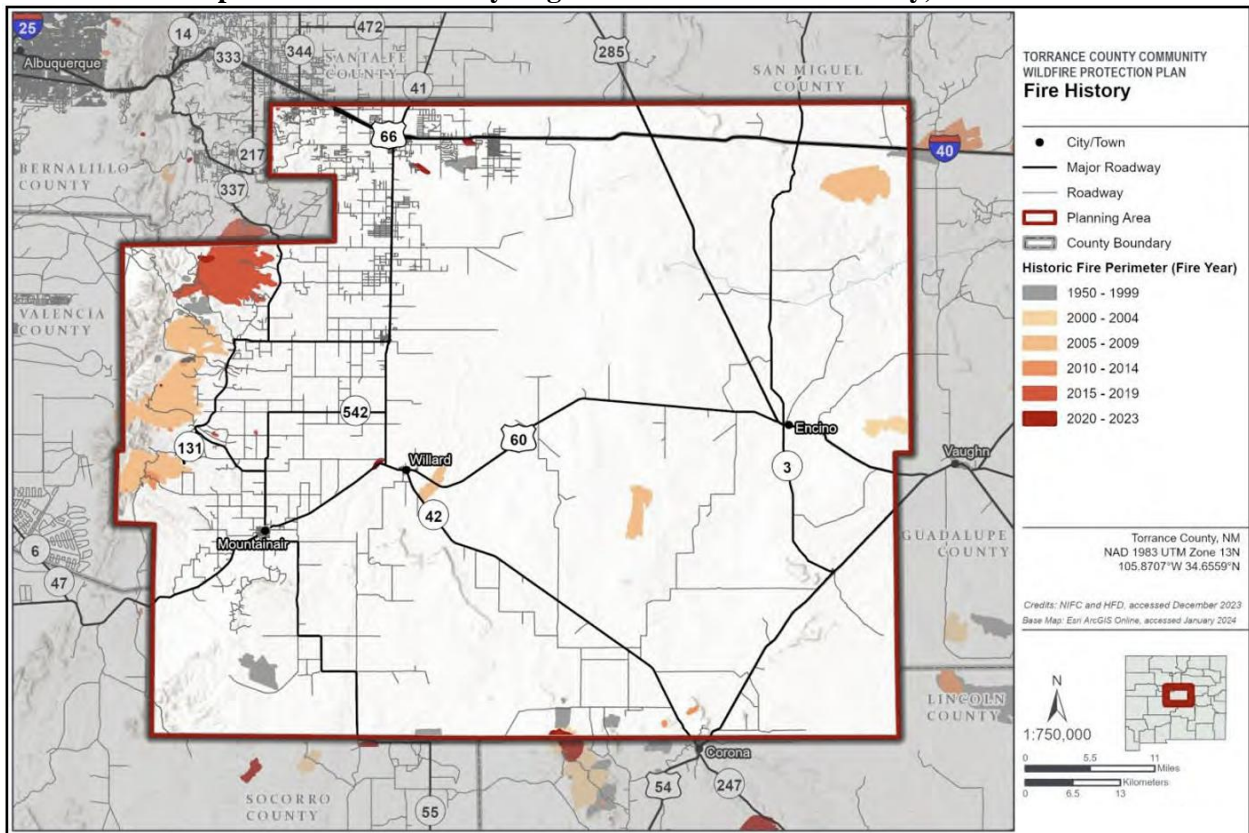 25
14
472
344
285
Albuquerque
333
SANTA FE
COUNTY
41
SAN MIGUEL
COUNTY
66
217
40
BERNALILLO
COUNTY
337
VALENCIA
COUNTY
542
131
60
Encino
Willard
3
Vaughn
42
Mountainair
6
47
GUADALUPE
COUNTY
LINCOLN
COUNTY
Corona
SOCORRO
COUNTY
55
54
247
TORRANCE COUNTY COMMUNITY
WILDFIRE PROTECTION PLAN
Fire History
City/Town
Major Roadway
Roadway
Planning Area
County Boundary
Historic Fire Perimeter (Fire Year)
1950 - 1999
2000 - 2004
2005 - 2009
2010 - 2014
2015 - 2019
2020 - 2023
Torrance County, NM
NAD 1983 UTM Zone 13N
105.8707°W 34.6559°N
Credits: NIFC and HFD, accessed December 2023
Base Map: Esri ArcGIS Online, accessed January 2024
N
1:750,000
0 5.5 11
Miles
Kilometers
0 6.5 13